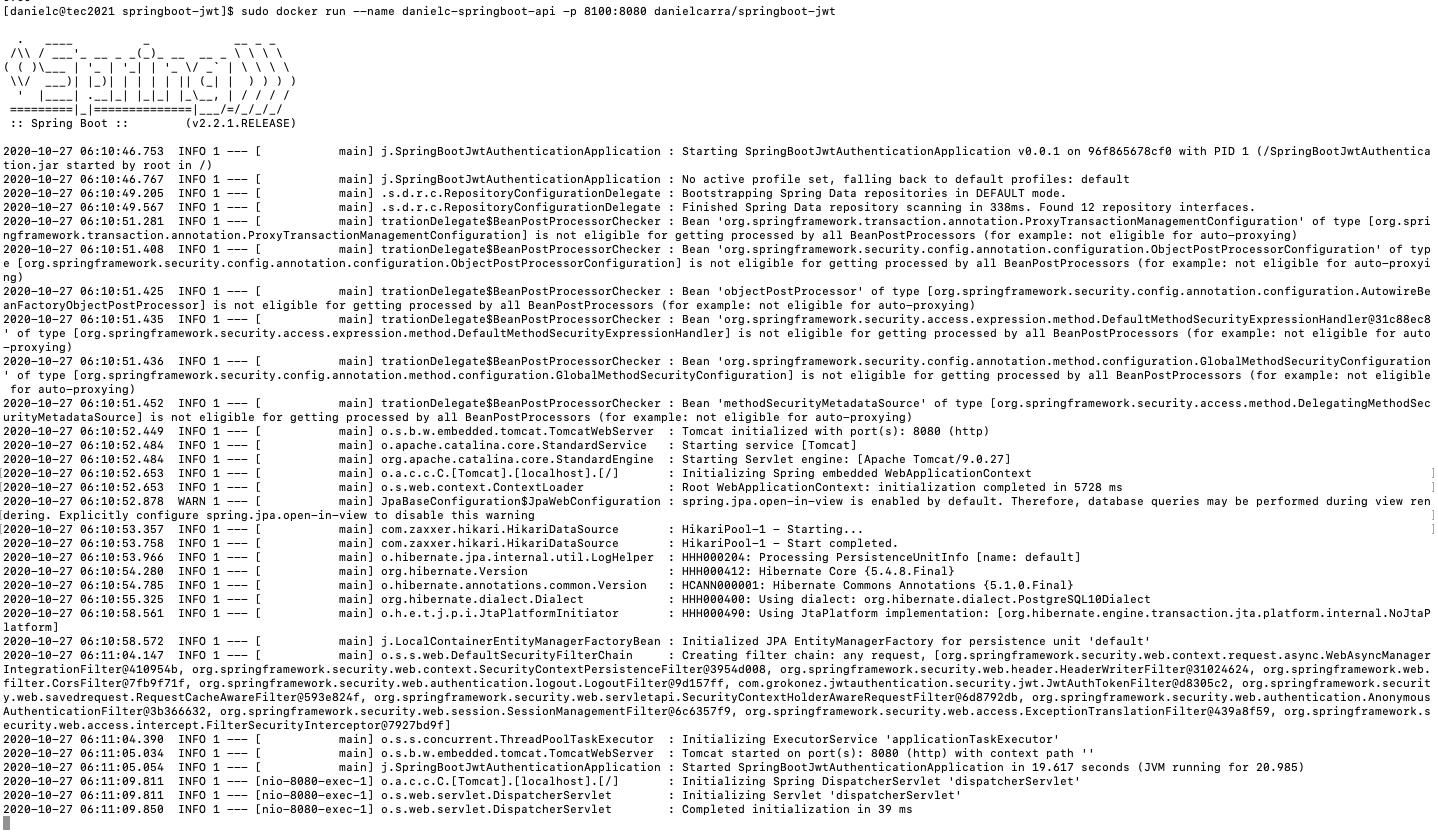 [danielc@tec2021 springboot-jwt]$ sudo docker run --name danielc-springboot-api -p 8100:8080 danielcarra/springboot-jwt
  .   ____          _            __ _ _
 /\\ / ___'_ __ _ _(_)_ __  __ _ \ \ \ \
( ( )\___ | '_ | '_| | '_ \/ _` | \ \ \ \
 \\/  ___)| |_)| | | | | || (_| |  ) ) ) )
  '  |____| .__|_| |_|_| |_\__, | / / / /
 =========|_|==============|___/=/_/_/_/
 :: Spring Boot ::        (v2.2.1.RELEASE)
2020-10-27 06:10:46.753  INFO 1 --- [           main] j.SpringBootJwtAuthenticationApplication : Starting SpringBootJwtAuthenticationApplication v0.0.1 on 96f865678cf0 with PID 1 (/SpringBootJwtAuthentica
tion.jar started by root in /)
2020-10-27 06:10:46.767  INFO 1 --- [           main] j.SpringBootJwtAuthenticationApplication : No active profile set, falling back to default profiles: default
2020-10-27 06:10:49.205  INFO 1 --- [           main] .s.d.r.c.RepositoryConfigurationDelegate : Bootstrapping Spring Data repositories in DEFAULT mode.
2020-10-27 06:10:49.567  INFO 1 --- [           main] .s.d.r.c.RepositoryConfigurationDelegate : Finished Spring Data repository scanning in 338ms. Found 12 repository interfaces.
2020-10-27 06:10:51.281  INFO 1 --- [           main] trationDelegate$BeanPostProcessorChecker : Bean 'org.springframework.transaction.annotation.ProxyTransactionManagementConfiguration' of type [org.spri
ngframework.transaction.annotation.ProxyTransactionManagementConfiguration] is not eligible for getting processed by all BeanPostProcessors (for example: not eligible for auto-proxying)
2020-10-27 06:10:51.408  INFO 1 --- [           main] trationDelegate$BeanPostProcessorChecker : Bean 'org.springframework.security.config.annotation.configuration.ObjectPostProcessorConfiguration' of typ
e [org.springframework.security.config.annotation.configuration.ObjectPostProcessorConfiguration] is not eligible for getting processed by all BeanPostProcessors (for example: not eligible for auto-proxyi
ng)
2020-10-27 06:10:51.425  INFO 1 --- [           main] trationDelegate$BeanPostProcessorChecker : Bean 'objectPostProcessor' of type [org.springframework.security.config.annotation.configuration.AutowireBe
anFactoryObjectPostProcessor] is not eligible for getting processed by all BeanPostProcessors (for example: not eligible for auto-proxying)
2020-10-27 06:10:51.435  INFO 1 --- [           main] trationDelegate$BeanPostProcessorChecker : Bean 'org.springframework.security.access.expression.method.DefaultMethodSecurityExpressionHandler@31c88ec8
' of type [org.springframework.security.access.expression.method.DefaultMethodSecurityExpressionHandler] is not eligible for getting processed by all BeanPostProcessors (for example: not eligible for auto
-proxying)
2020-10-27 06:10:51.436  INFO 1 --- [           main] trationDelegate$BeanPostProcessorChecker : Bean 'org.springframework.security.config.annotation.method.configuration.GlobalMethodSecurityConfiguration
' of type [org.springframework.security.config.annotation.method.configuration.GlobalMethodSecurityConfiguration] is not eligible for getting processed by all BeanPostProcessors (for example: not eligible
 for auto-proxying)
2020-10-27 06:10:51.452  INFO 1 --- [           main] trationDelegate$BeanPostProcessorChecker : Bean 'methodSecurityMetadataSource' of type [org.springframework.security.access.method.DelegatingMethodSec
urityMetadataSource] is not eligible for getting processed by all BeanPostProcessors (for example: not eligible for auto-proxying)
2020-10-27 06:10:52.449  INFO 1 --- [           main] o.s.b.w.embedded.tomcat.TomcatWebServer  : Tomcat initialized with port(s): 8080 (http)
2020-10-27 06:10:52.484  INFO 1 --- [           main] o.apache.catalina.core.StandardService   : Starting service [Tomcat]
2020-10-27 06:10:52.484  INFO 1 --- [           main] org.apache.catalina.core.StandardEngine  : Starting Servlet engine: [Apache Tomcat/9.0.27]
2020-10-27 06:10:52.653  INFO 1 --- [           main] o.a.c.c.C.[Tomcat].[localhost].[/]       : Initializing Spring embedded WebApplicationContext
2020-10-27 06:10:52.653  INFO 1 --- [           main] o.s.web.context.ContextLoader            : Root WebApplicationContext: initialization completed in 5728 ms
2020-10-27 06:10:52.878  WARN 1 --- [           main] JpaBaseConfiguration$JpaWebConfiguration : spring.jpa.open-in-view is enabled by default. Therefore, database queries may be performed during view ren
dering. Explicitly configure spring.jpa.open-in-view to disable this warning
2020-10-27 06:10:53.357  INFO 1 --- [           main] com.zaxxer.hikari.HikariDataSource       : HikariPool-1 - Starting...
2020-10-27 06:10:53.758  INFO 1 --- [           main] com.zaxxer.hikari.HikariDataSource       : HikariPool-1 - Start completed.
2020-10-27 06:10:53.966  INFO 1 --- [           main] o.hibernate.jpa.internal.util.LogHelper  : HHH000204: Processing PersistenceUnitInfo [name: default]
2020-10-27 06:10:54.280  INFO 1 --- [           main] org.hibernate.Version                    : HHH000412: Hibernate Core {5.4.8.Final}
2020-10-27 06:10:54.785  INFO 1 --- [           main] o.hibernate.annotations.common.Version   : HCANN000001: Hibernate Commons Annotations {5.1.0.Final}
2020-10-27 06:10:55.325  INFO 1 --- [           main] org.hibernate.dialect.Dialect            : HHH000400: Using dialect: org.hibernate.dialect.PostgreSQL10Dialect
2020-10-27 06:10:58.561  INFO 1 --- [           main] o.h.e.t.j.p.i.JtaPlatformInitiator       : HHH000490: Using JtaPlatform implementation: [org.hibernate.engine.transaction.jta.platform.internal.NoJtaP
latform]
2020-10-27 06:10:58.572  INFO 1 --- [           main] j.LocalContainerEntityManagerFactoryBean : Initialized JPA EntityManagerFactory for persistence unit 'default'
2020-10-27 06:11:04.147  INFO 1 --- [           main] o.s.s.web.DefaultSecurityFilterChain     : Creating filter chain: any request, [org.springframework.security.web.context.request.async.WebAsyncManager
IntegrationFilter@410954b, org.springframework.security.web.context.SecurityContextPersistenceFilter@3954d008, org.springframework.security.web.header.HeaderWriterFilter@31024624, org.springframework.web.
filter.CorsFilter@7fb9f71f, org.springframework.security.web.authentication.logout.LogoutFilter@9d157ff, com.grokonez.jwtauthentication.security.jwt.JwtAuthTokenFilter@d8305c2, org.springframework.securit
y.web.savedrequest.RequestCacheAwareFilter@593e824f, org.springframework.security.web.servletapi.SecurityContextHolderAwareRequestFilter@6d8792db, org.springframework.security.web.authentication.Anonymous
AuthenticationFilter@3b366632, org.springframework.security.web.session.SessionManagementFilter@6c6357f9, org.springframework.security.web.access.ExceptionTranslationFilter@439a8f59, org.springframework.s
ecurity.web.access.intercept.FilterSecurityInterceptor@7927bd9f]
2020-10-27 06:11:04.390  INFO 1 --- [           main] o.s.s.concurrent.ThreadPoolTaskExecutor  : Initializing ExecutorService 'applicationTaskExecutor'
2020-10-27 06:11:05.034  INFO 1 --- [           main] o.s.b.w.embedded.tomcat.TomcatWebServer  : Tomcat started on port(s): 8080 (http) with context path ''
2020-10-27 06:11:05.054  INFO 1 --- [           main] j.SpringBootJwtAuthenticationApplication : Started SpringBootJwtAuthenticationApplication in 19.617 seconds (JVM running for 20.985)
2020-10-27 06:11:09.811  INFO 1 --- [nio-8080-exec-1] o.a.c.c.C.[Tomcat].[localhost].[/]       : Initializing Spring DispatcherServlet 'dispatcherServlet'
2020-10-27 06:11:09.811  INFO 1 --- [nio-8080-exec-1] o.s.web.servlet.DispatcherServlet        : Initializing Servlet 'dispatcherServlet'
2020-10-27 06:11:09.850  INFO 1 --- [nio-8080-exec-1] o.s.web.servlet.DispatcherServlet        : Completed initialization in 39 ms